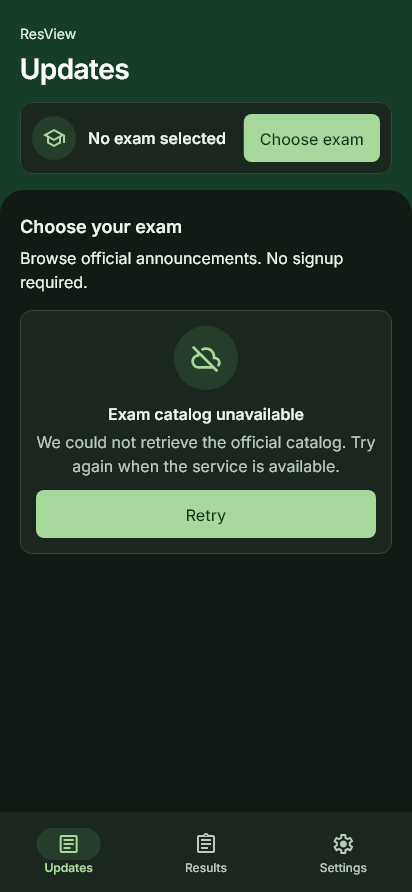 ResView
Updates
No exam selected
Choose exam
Choose your exam
Browse official announcements. No signup
required.
Exam catalog unavailable
We could not retrieve the official catalog. Try
again when the service is available.
Retry
Updates
Results
Settings